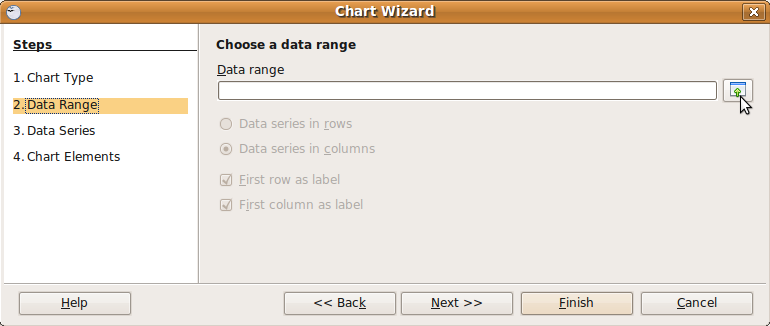 Chart Wizard
Steps
1. Chart Type
2. Data Range
3. Data Series
4. Chart Elements
Choose a data range
Data range
Data series in rows
Data series in columns
First row as label
First column as label
Help
<< Back
Next >>
Finish
Cancel